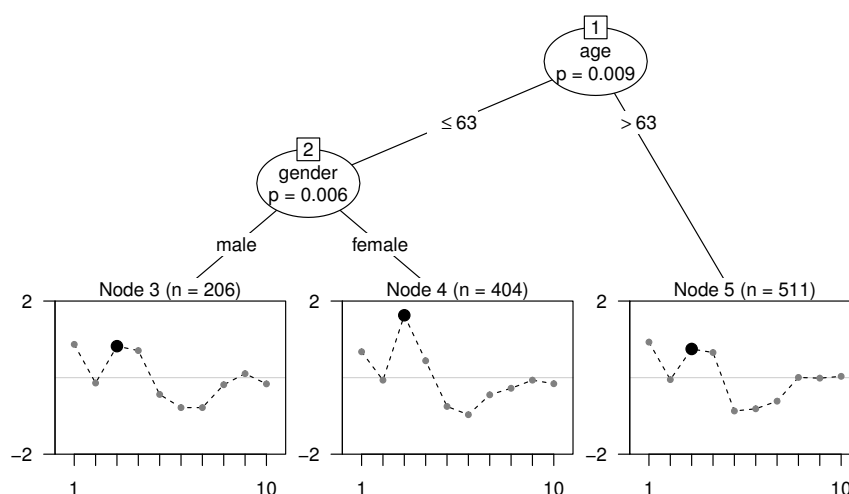 1
age
p = 0.009
≤ 63
> 63
2
gender
p = 0.006
male
female
Node 3 (n = 206)
2
−2
1
10
Node 4 (n = 404)
2
−2
1
10
Node 5 (n = 511)
2
−2
1
10